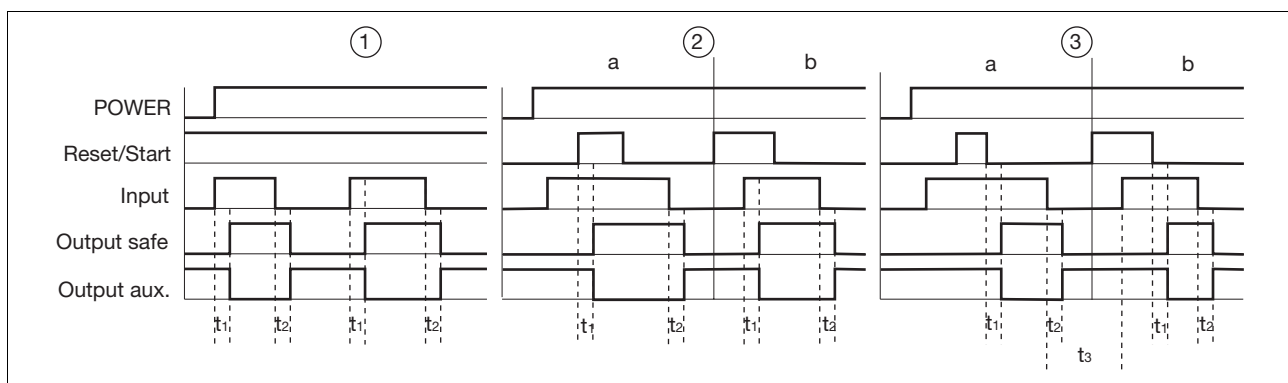 ① ② ③
a b a b
POWER
Reset/Start
Input
Output safe
Output aux.
t1 t2 t1 t2 t1 t2 t1 t2 t1 t2 t1 t2
t3